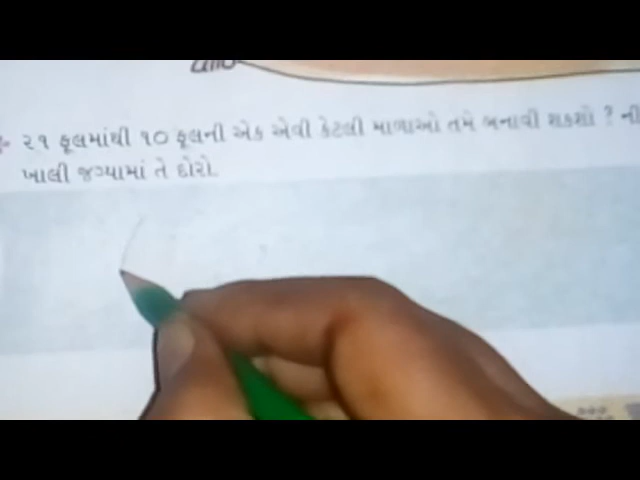 ૨૧ ફૂલમાંથી ૧૦ ફૂલની એક એવી કેટલી માળાઓ તમે બનાવી શકશો ? ની
ખાલી જગ્યામાં તે દોરો.